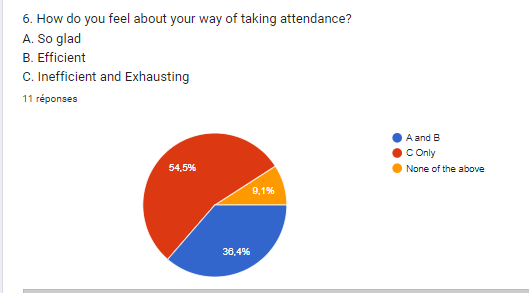 6. How do you feel about your way of taking attendance?
A. So glad
B. Efficient
C. Inefficient and Exhausting
11 réponses
A and B
C Only
None of the above
54,5%
9,1%
36,4%